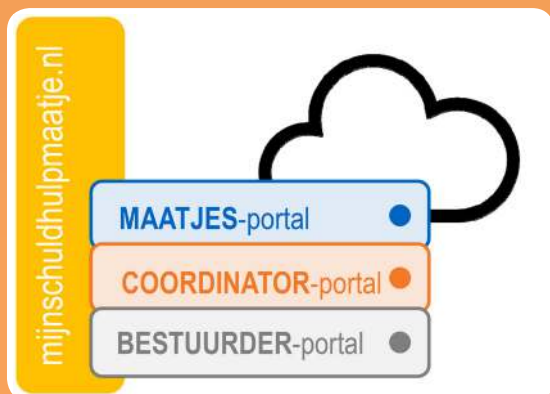 mijnschuldhulpmaatje.nl
MAATJES-portal
COORDINATOR-portal
BESTUURDER-portal